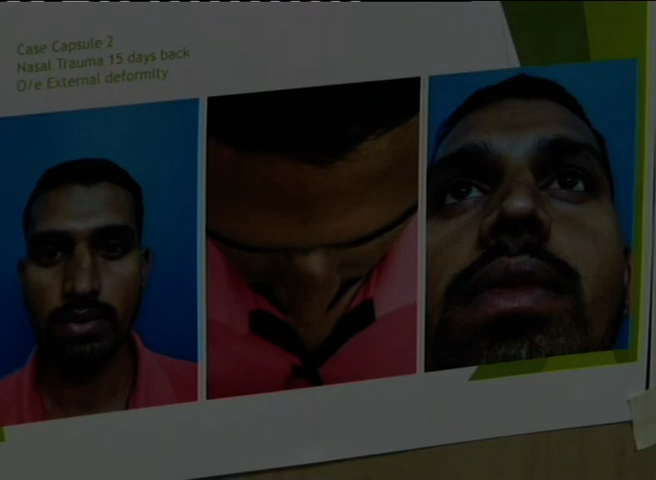 Case Capsule 2
Nasal Trauma 15 days back
O/e External deformity